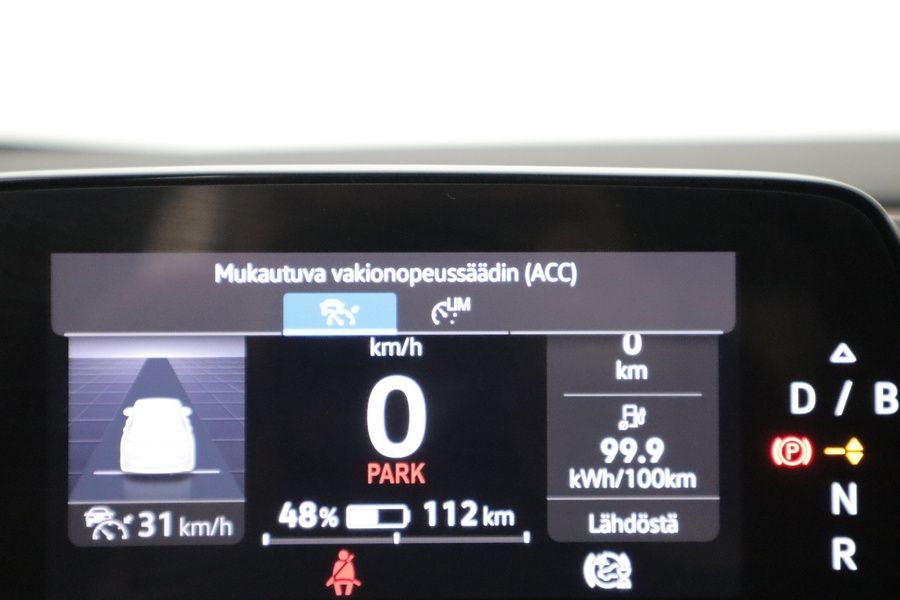 Mukautuva vakionopeussäädin (ACC)
LIM
km/h
0
PARK
48% 112 km
31 km/h
0
km
99.9
kWh/100km
Lähdöstä
D / B
P
N
R